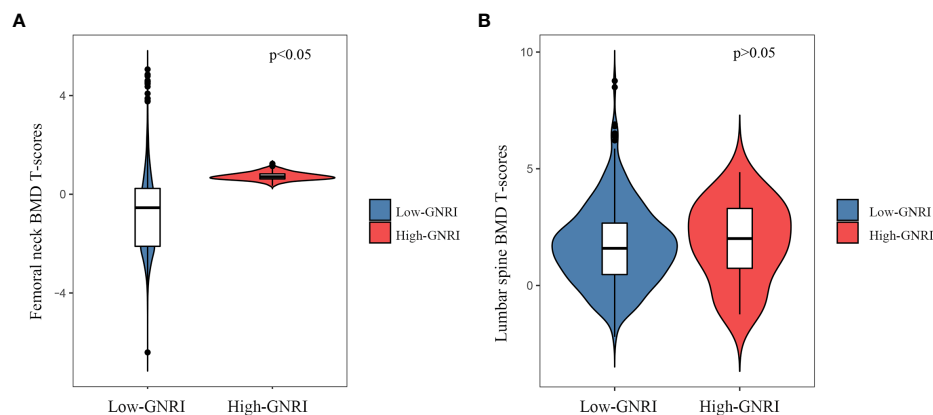 A
Femoral neck BMD T-scores
4
0
−4
p<0.05
Low-GNRI
High-GNRI
Low-GNRI
High-GNRI
B
Lumbar spine BMD T-scores
10
5
0
p>0.05
Low-GNRI
High-GNRI
Low-GNRI
High-GNRI